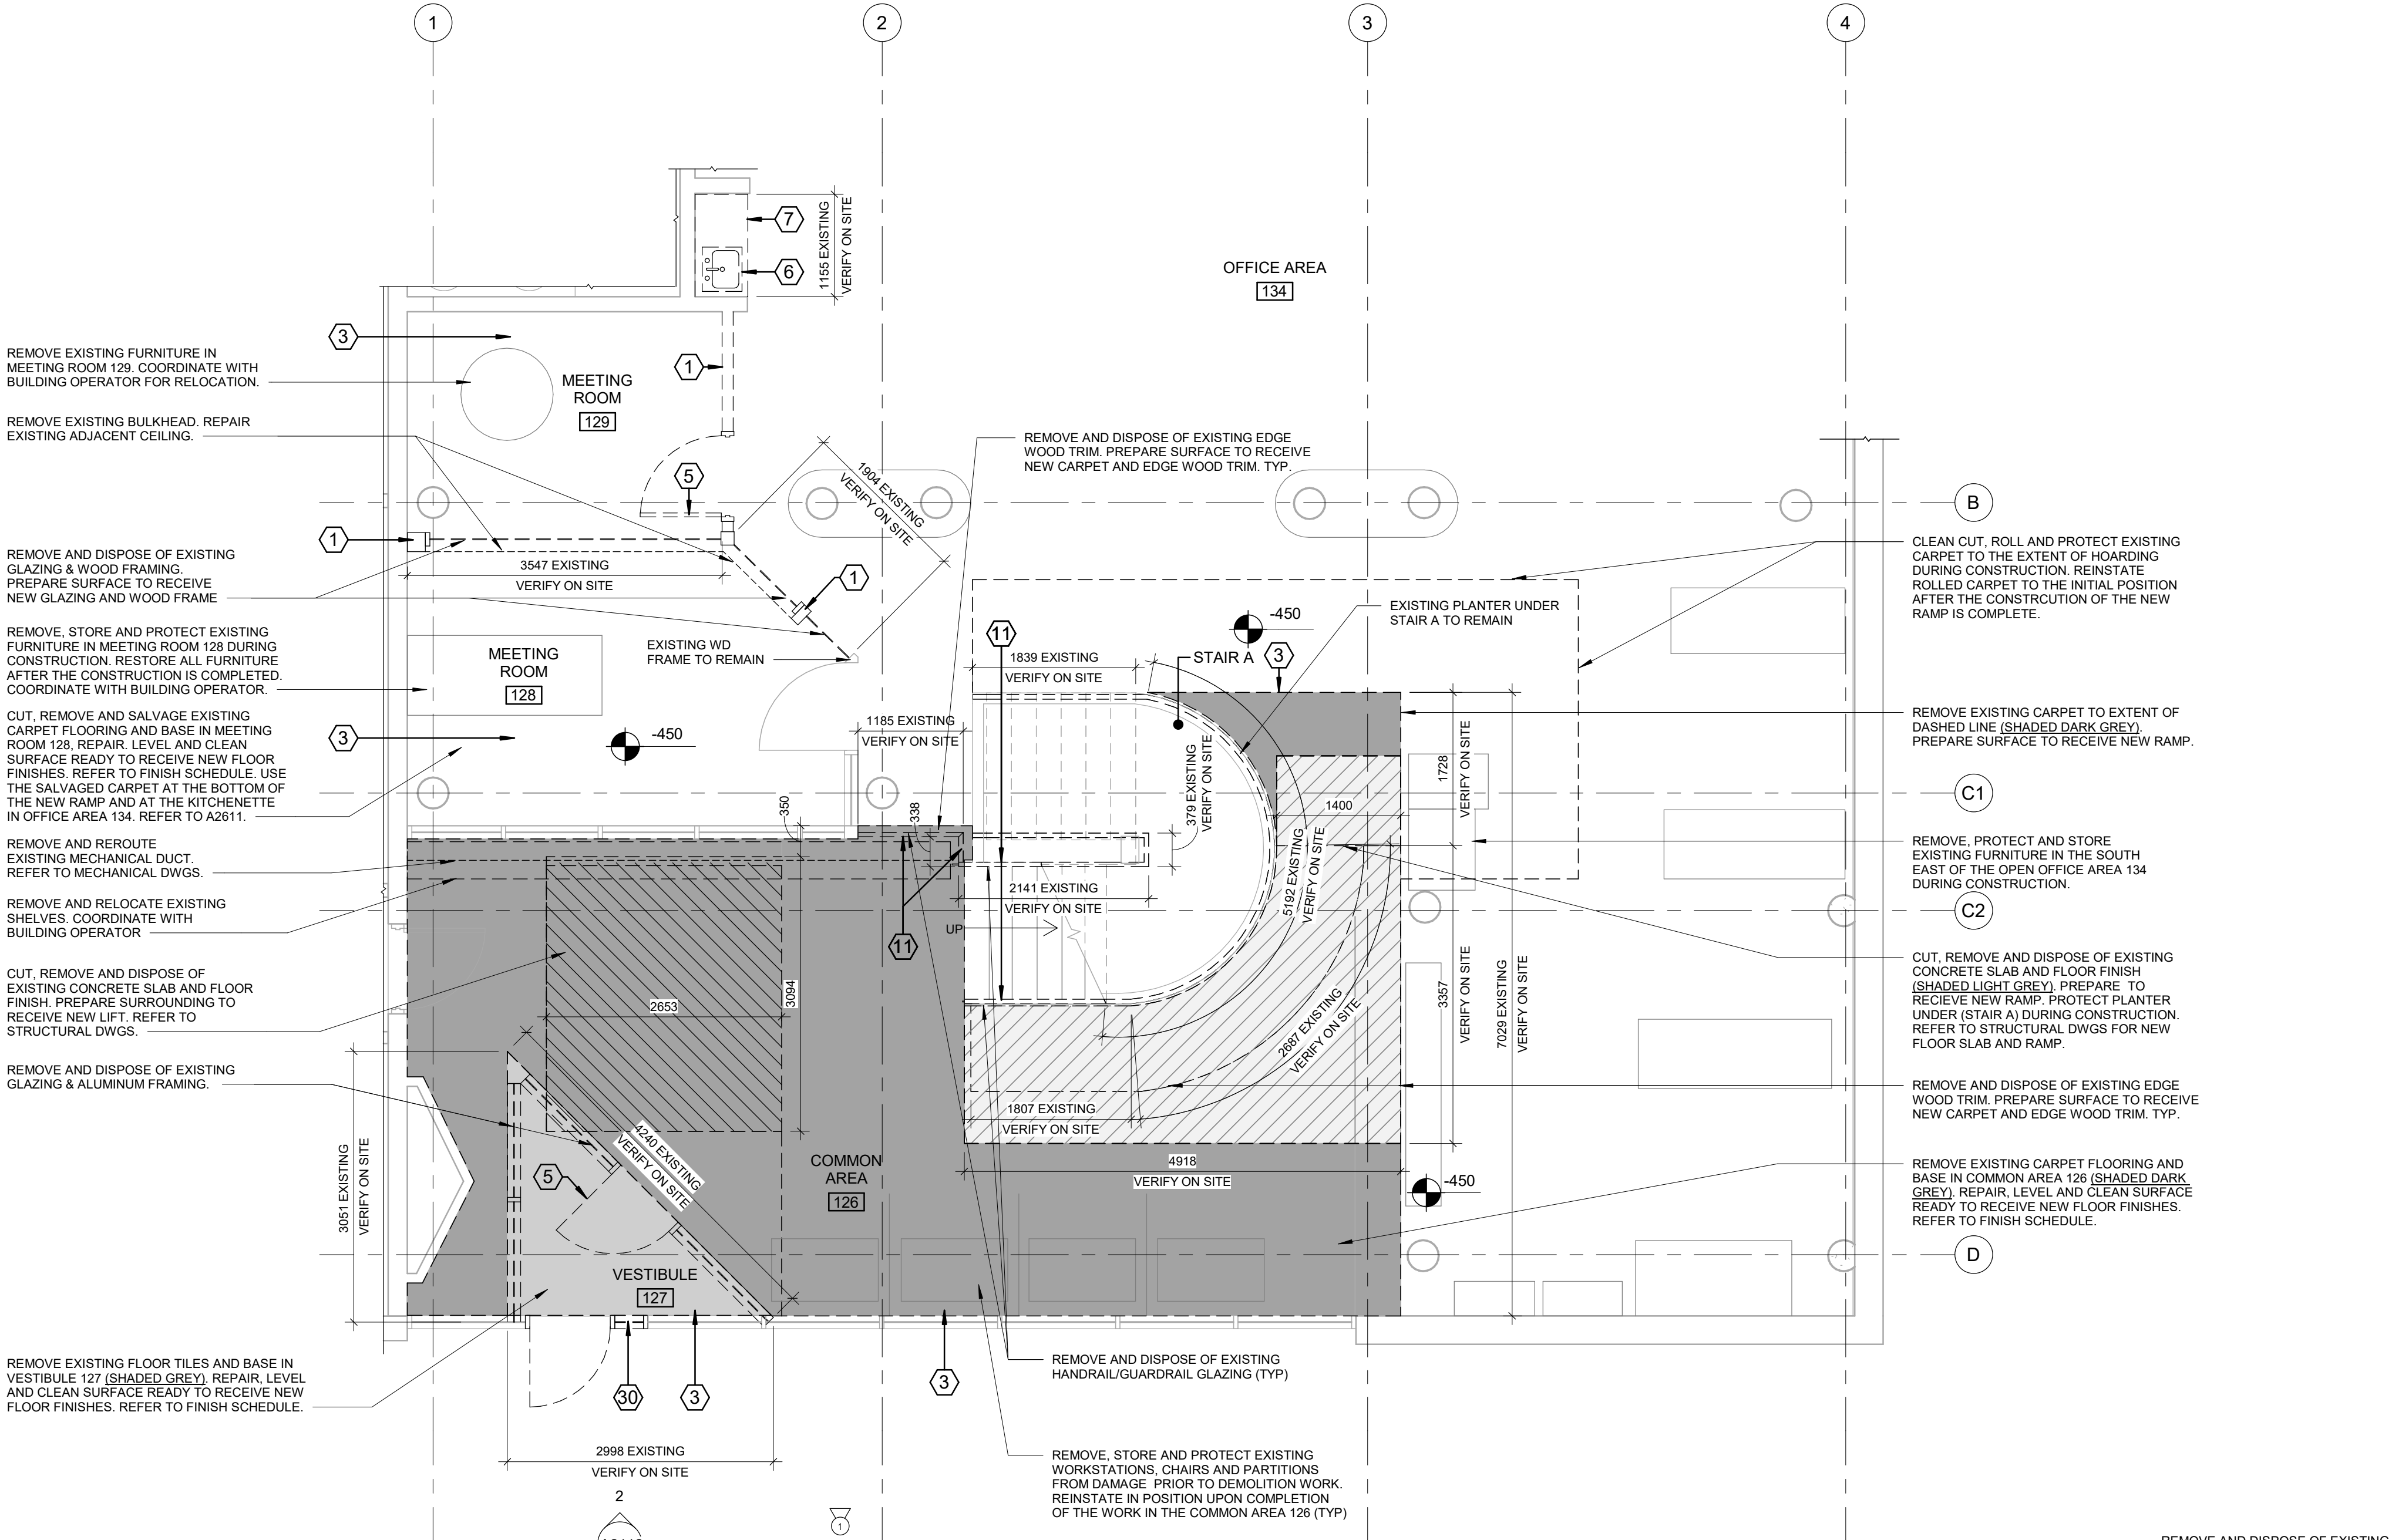 1
2
3
4
7
6
1155 EXISTING
VERIFY ON SITE
OFFICE AREA
134
3
REMOVE EXISTING FURNITURE IN
MEETING ROOM 129. COORDINATE WITH
BUILDING OPERATOR FOR RELOCATION.
MEETING
ROOM
129
1
REMOVE EXISTING BULKHEAD. REPAIR
EXISTING ADJACENT CEILING.
5
1904 EXISTING
VERIFY ON SITE
REMOVE AND DISPOSE OF EXISTING EDGE
WOOD TRIM. PREPARE SURFACE TO RECEIVE
NEW CARPET AND EDGE WOOD TRIM. TYP.
B
1
REMOVE AND DISPOSE OF EXISTING
GLAZING & WOOD FRAMING.
PREPARE SURFACE TO RECEIVE
NEW GLAZING AND WOOD FRAME
3547 EXISTING
VERIFY ON SITE
1
CLEAN CUT, ROLL AND PROTECT EXISTING
CARPET TO THE EXTENT OF HOARDING
DURING CONSTRUCTION. REINSTATE
ROLLED CARPET TO THE INITIAL POSITION
AFTER THE CONSTRCUTION OF THE NEW
RAMP IS COMPLETE.
REMOVE, STORE AND PROTECT EXISTING
FURNITURE IN MEETING ROOM 128 DURING
CONSTRUCTION. RESTORE ALL FURNITURE
AFTER THE CONSTRUCTION IS COMPLETED.
COORDINATE WITH BUILDING OPERATOR.
MEETING
ROOM
128
EXISTING WD
FRAME TO REMAIN
11
-450
EXISTING PLANTER UNDER
STAIR A TO REMAIN
1839 EXISTING
VERIFY ON SITE
STAIR A
3
CUT, REMOVE AND SALVAGE EXISTING
CARPET FLOORING AND BASE IN MEETING
ROOM 128, REPAIR. LEVEL AND CLEAN
SURFACE READY TO RECEIVE NEW FLOOR
FINISHES. REFER TO FINISH SCHEDULE. USE
THE SALVAGED CARPET AT THE BOTTOM OF
THE NEW RAMP AND AT THE KITCHENETTE
IN OFFICE AREA 134. REFER TO A2611.
3
-450
1185 EXISTING
VERIFY ON SITE
REMOVE EXISTING CARPET TO EXTENT OF
DASHED LINE (SHADED DARK GREY).
PREPARE SURFACE TO RECEIVE NEW RAMP.
3779 EXISTING
VERIFY ON SITE
1728
VERIFY ON SITE
C1
350
338
1400
REMOVE AND REROUTE
EXISTING MECHANICAL DUCT.
REFER TO MECHANICAL DWGS.
REMOVE, PROTECT AND STORE
EXISTING FURNITURE IN THE SOUTH
EAST OF THE OPEN OFFICE AREA 134
DURING CONSTRUCTION.
5192 EXISTING
VERIFY ON SITE
2141 EXISTING
VERIFY ON SITE
REMOVE AND RELOCATE EXISTING
SHELVES. COORDINATE WITH
BUILDING OPERATOR
C2
UP
11
CUT, REMOVE AND DISPOSE OF
EXISTING CONCRETE SLAB AND FLOOR
FINISH. PREPARE SURROUNDING TO
RECEIVE NEW LIFT. REFER TO
STRUCTURAL DWGS.
2653
3094
2687 EXISTING
VERIFY ON SITE
3357
VERIFY ON SITE
7029 EXISTING
VERIFY ON SITE
CUT, REMOVE AND DISPOSE OF EXISTING
CONCRETE SLAB AND FLOOR FINISH
(SHADED LIGHT GREY). PREPARE TO
RECIEVE NEW RAMP. PROTECT PLANTER
UNDER (STAIR A) DURING CONSTRUCTION.
REFER TO STRUCTURAL DWGS FOR NEW
FLOOR SLAB AND RAMP.
REMOVE AND DISPOSE OF EXISTING
GLAZING & ALUMINUM FRAMING.
REMOVE AND DISPOSE OF EXISTING EDGE
WOOD TRIM. PREPARE SURFACE TO RECEIVE
NEW CARPET AND EDGE WOOD TRIM. TYP.
1807 EXISTING
VERIFY ON SITE
3051 EXISTING
VERIFY ON SITE
4240 EXISTING
VERIFY ON SITE
5
COMMON
AREA
126
4918
VERIFY ON SITE
-450
REMOVE EXISTING CARPET FLOORING AND
BASE IN COMMON AREA 126 (SHADED DARK
GREY). REPAIR, LEVEL AND CLEAN SURFACE
READY TO RECEIVE NEW FLOOR FINISHES.
REFER TO FINISH SCHEDULE.
D
VESTIBULE
127
REMOVE EXISTING FLOOR TILES AND BASE IN
VESTIBULE 127 (SHADED GREY). REPAIR, LEVEL
AND CLEAN SURFACE READY TO RECEIVE NEW
FLOOR FINISHES. REFER TO FINISH SCHEDULE.
30
3
3
REMOVE AND DISPOSE OF EXISTING
HANDRAIL/GUARDRAIL GLAZING (TYP)
2998 EXISTING
VERIFY ON SITE
REMOVE, STORE AND PROTECT EXISTING
WORKSTATIONS, CHAIRS AND PARTITIONS
FROM DAMAGE PRIOR TO DEMOLITION WORK.
REINSTATE IN POSITION UPON COMPLETION
OF THE WORK IN THE COMMON AREA 126 (TYP)
2
1
REMOVE AND DISPOSE OF EXISTING